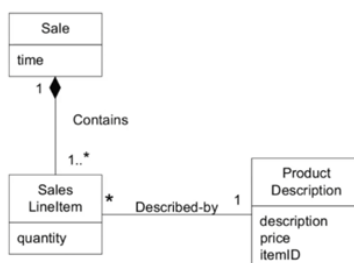 Sale
time
1
Contains
1..*
Sales
LineItem
quantity
*
Described-by
1
Product
Description
description
price
itemID